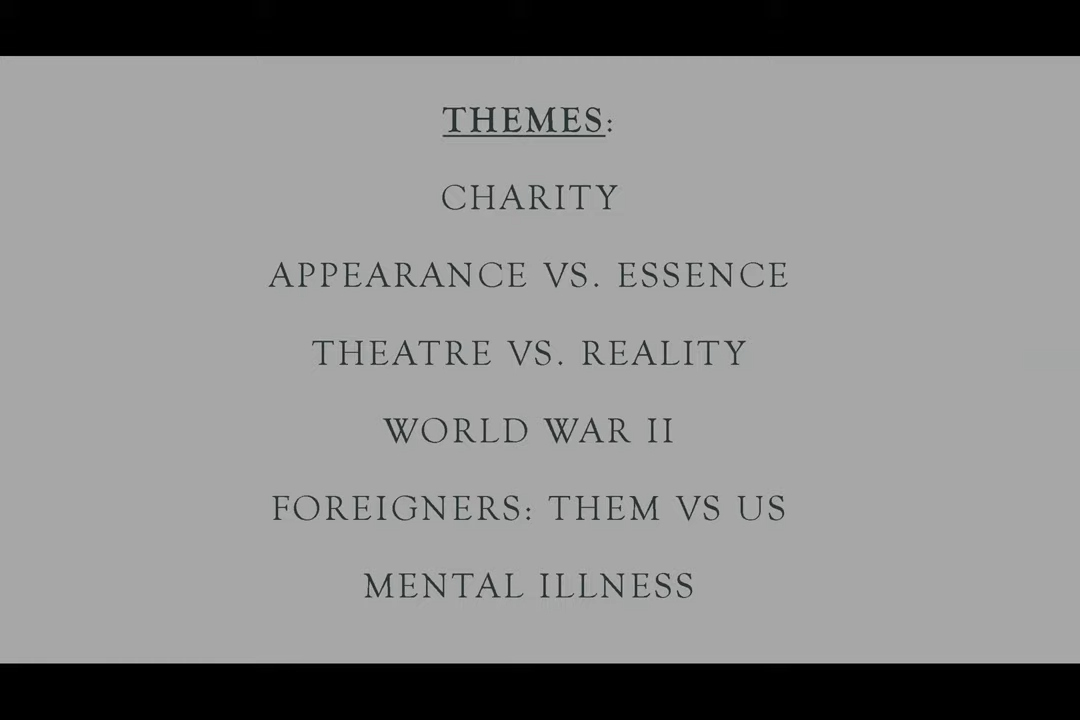 THEMES:
CHARITY
APPEARANCE VS. ESSENCE
THEATRE VS. REALITY
WORLD WAR II
FOREIGNERS: THEM VS US
MENTAL ILLNESS